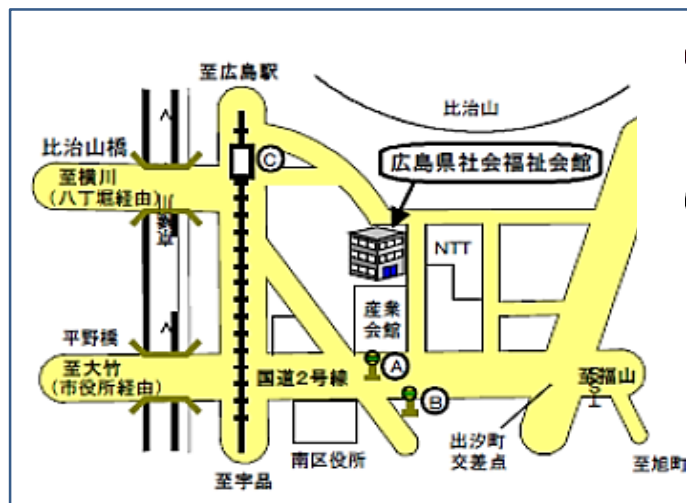 至広島駅
比治山
比治山橋
C
広島県社会福祉会館
至横川
(八丁堀経由)
NTT
産業
会館
平野橋
至大竹
(市役所経由)
国道2号線
A
至福山
B
出汐町
交差点
南区役所
至旭町
至宇品